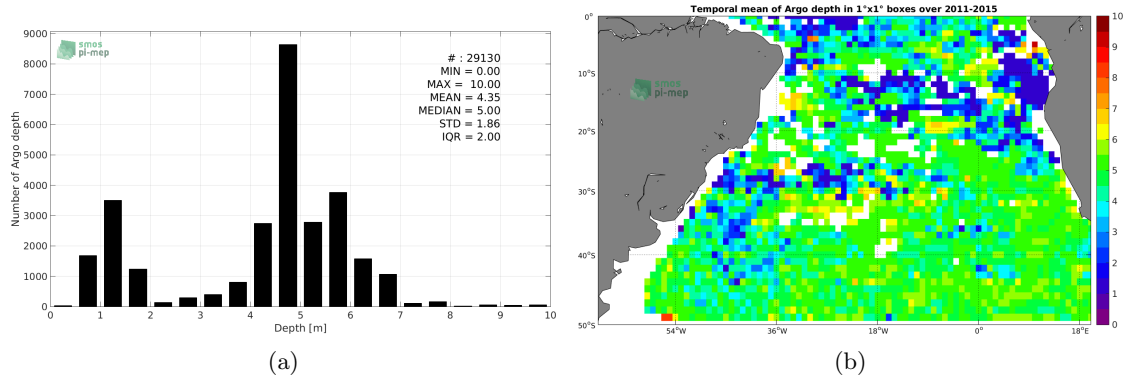 smos
pi-mep
# : 29130
MIN = 0.00
MAX = 10.00
MEAN = 4.35
MEDIAN = 5.00
STD = 1.86
IQR = 2.00
Number of Argo depth
9000
8000
7000
6000
5000
4000
3000
2000
1000
0
0 1 2 3 4 5 6 7 8 9 10
Depth [m]
(a)
Temporal mean of Argo depth in 1°x1° boxes over 2011-2015
smos
pi-mep
0°
10°S
20°S
30°S
40°S
50°S
54°W 36°W 18°W 0° 18°E
10
9
8
7
6
5
4
3
2
1
0
(b)